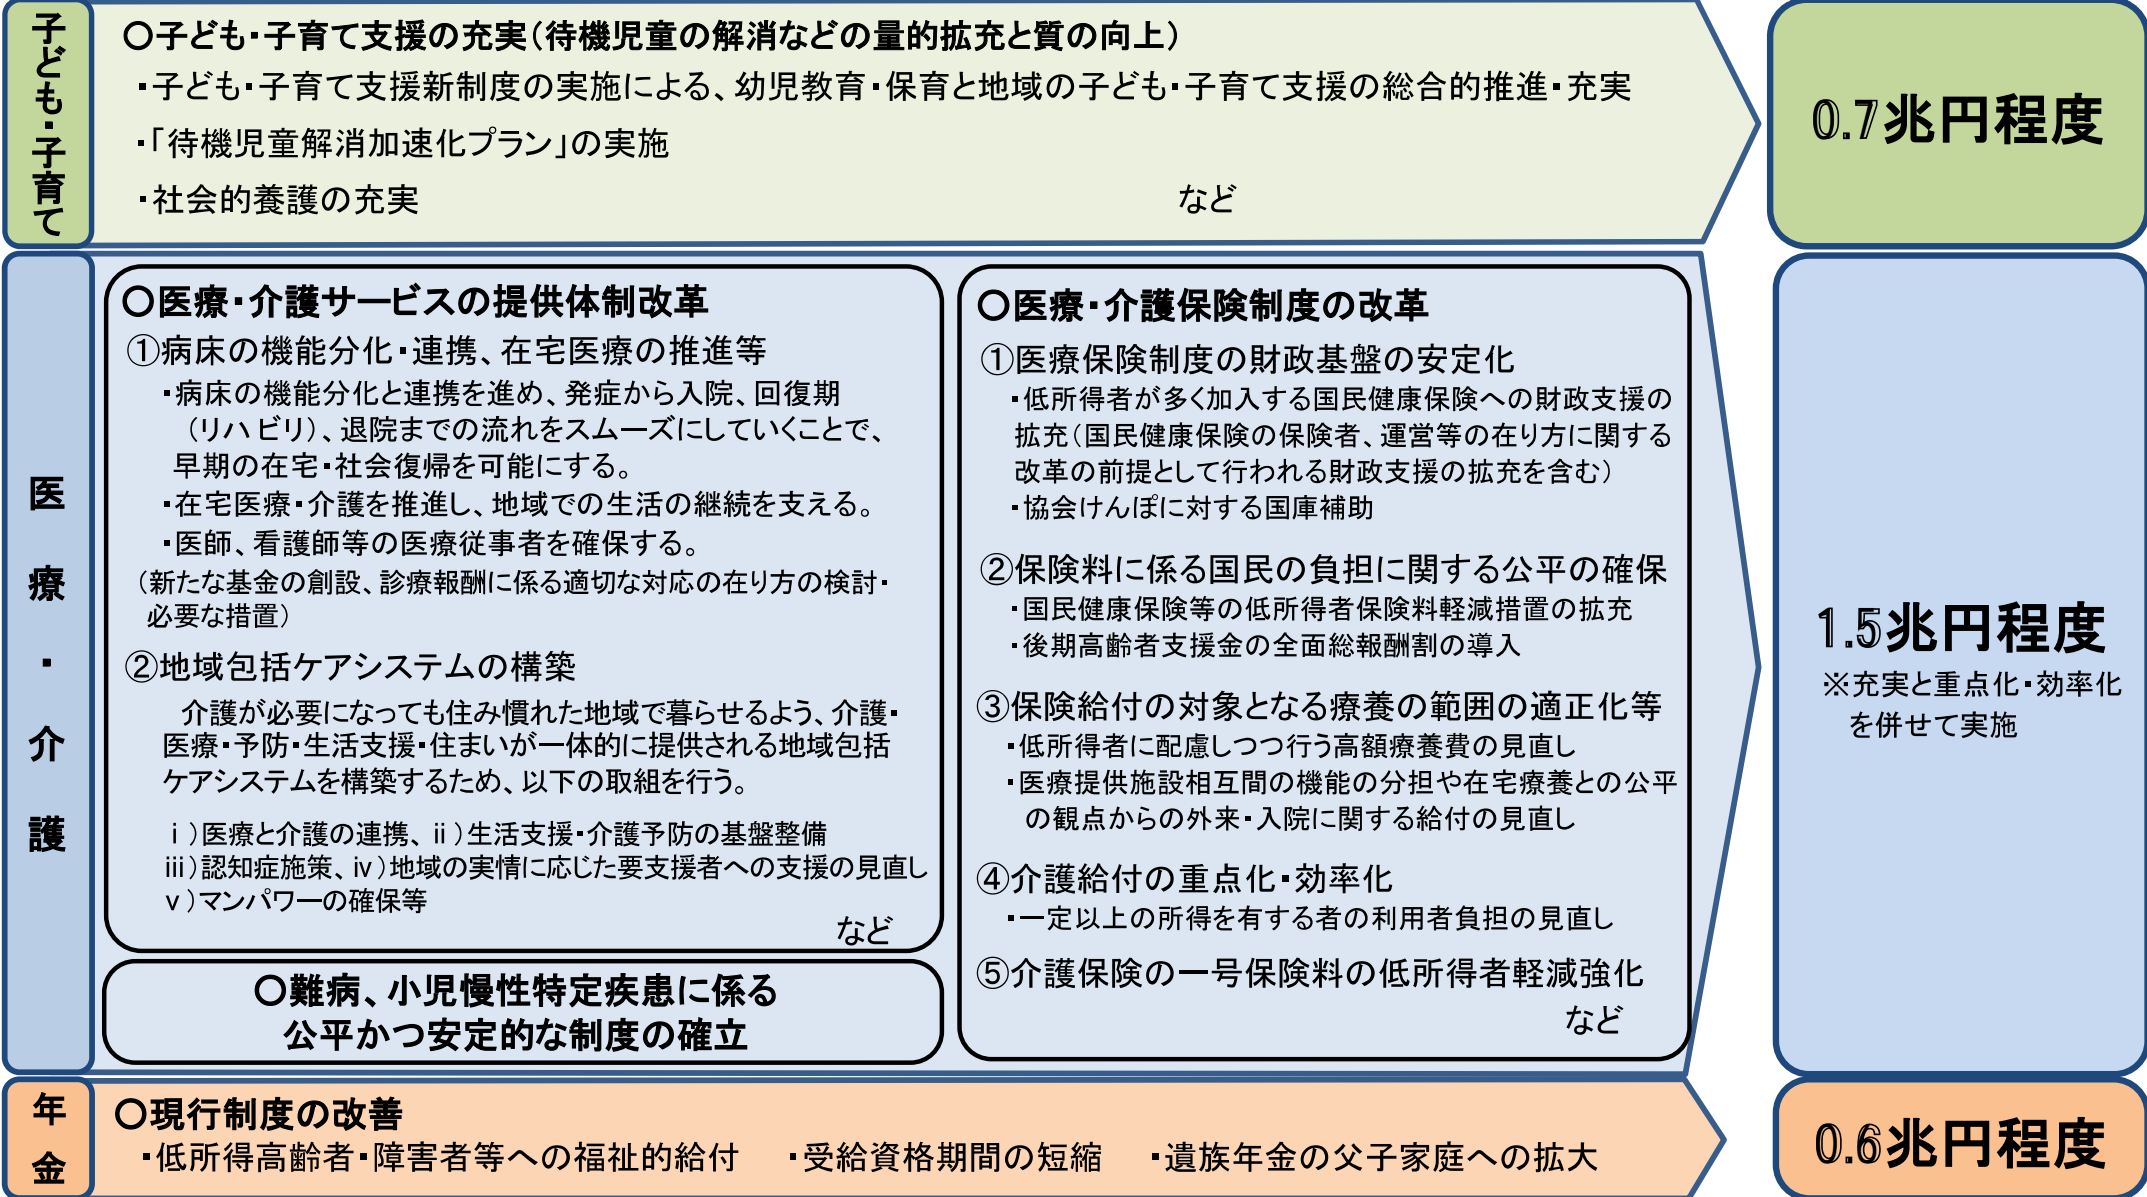 子ども・子育て
○子ども・子育て支援の充実(待機児童の解消などの量的拡充と質の向上)
・子ども・子育て支援新制度の実施による、幼児教育・保育と地域の子ども・子育て支援の総合的推進・充実
・「待機児童解消加速化プラン」の実施
・社会的養護の充実 など
0.7兆円程度
医療・介護
○医療・介護サービスの提供体制改革
①病床の機能分化・連携、在宅医療の推進等
・病床の機能分化と連携を進め、発症から入院、回復期
(リハビリ)、退院までの流れをスムーズにしていくことで、
早期の在宅・社会復帰を可能にする。
・在宅医療・介護を推進し、地域での生活の継続を支える。
・医師、看護師等の医療従事者を確保する。
(新たな基金の創設、診療報酬に係る適切な対応の在り方の検討・
必要な措置)
②地域包括ケアシステムの構築
介護が必要になっても住み慣れた地域で暮らせるよう、介護・
医療・予防・生活支援・住まいが一体的に提供される地域包括
ケアシステムを構築するため、以下の取組を行う。
ⅰ)医療と介護の連携、ⅱ)生活支援・介護予防の基盤整備
ⅲ)認知症施策、ⅳ)地域の実情に応じた要支援者への支援の見直し
ⅴ)マンパワーの確保等
など
○難病、小児慢性特定疾患に係る
公平かつ安定的な制度の確立
○医療・介護保険制度の改革
①医療保険制度の財政基盤の安定化
・低所得者が多く加入する国民健康保険への財政支援の
拡充(国民健康保険の保険者、運営等の在り方に関する
改革の前提として行われる財政支援の拡充を含む)
・協会けんぽに対する国庫補助
②保険料に係る国民の負担に関する公平の確保
・国民健康保険等の低所得者保険料軽減措置の拡充
・後期高齢者支援金の全面総報酬割の導入
③保険給付の対象となる療養の範囲の適正化等
・低所得者に配慮しつつ行う高額療養費の見直し
・医療提供施設相互間の機能の分担や在宅療養との公平
の観点からの外来・入院に関する給付の見直し
④介護給付の重点化・効率化
・一定以上の所得を有する者の利用者負担の見直し
⑤介護保険の一号保険料の低所得者軽減強化
など
1.5兆円程度
※充実と重点化・効率化
を併せて実施
年金
○現行制度の改善
・低所得高齢者・障害者等への福祉的給付 ・受給資格期間の短縮 ・遺族年金の父子家庭への拡大
0.6兆円程度